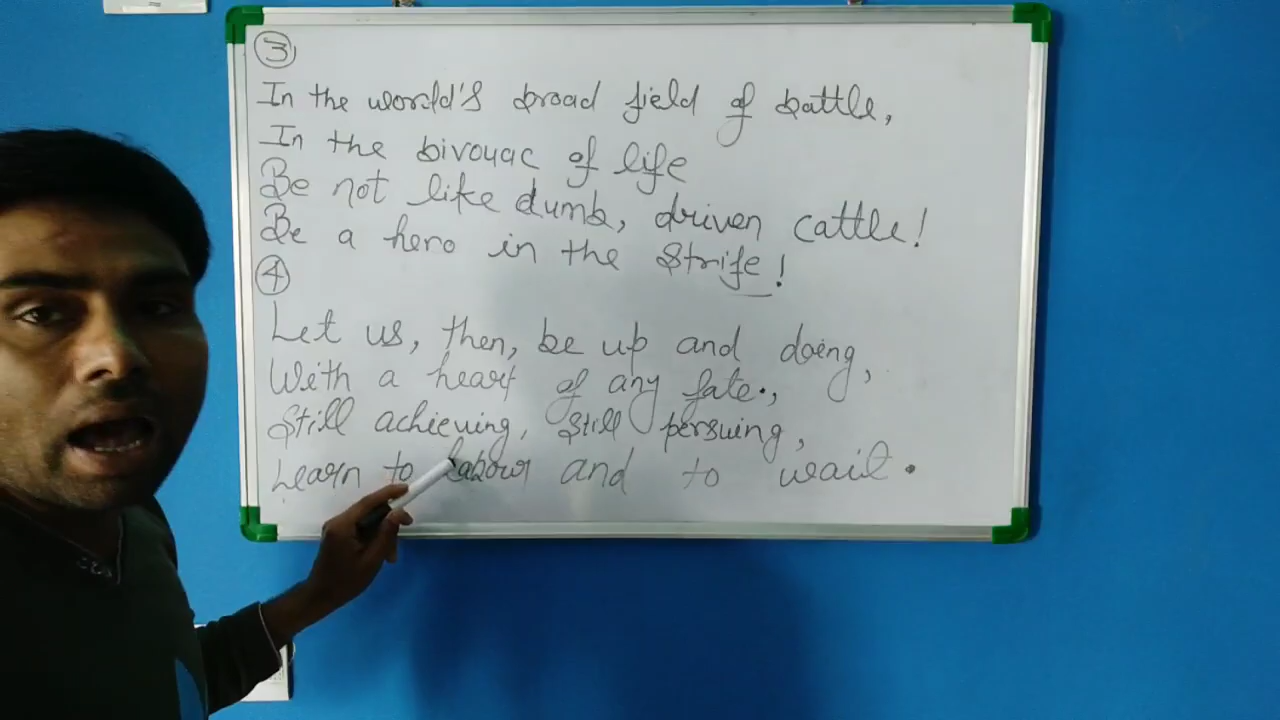 3
In the world's broad field of battle,
In the bivouac of life
Be not like dumb, driven cattle!
Be a hero in the strife!
4
Let us, then, be up and doing,
With a heart of any fate.,
Still achieving, still persuing,
Learn to labour and to wait.